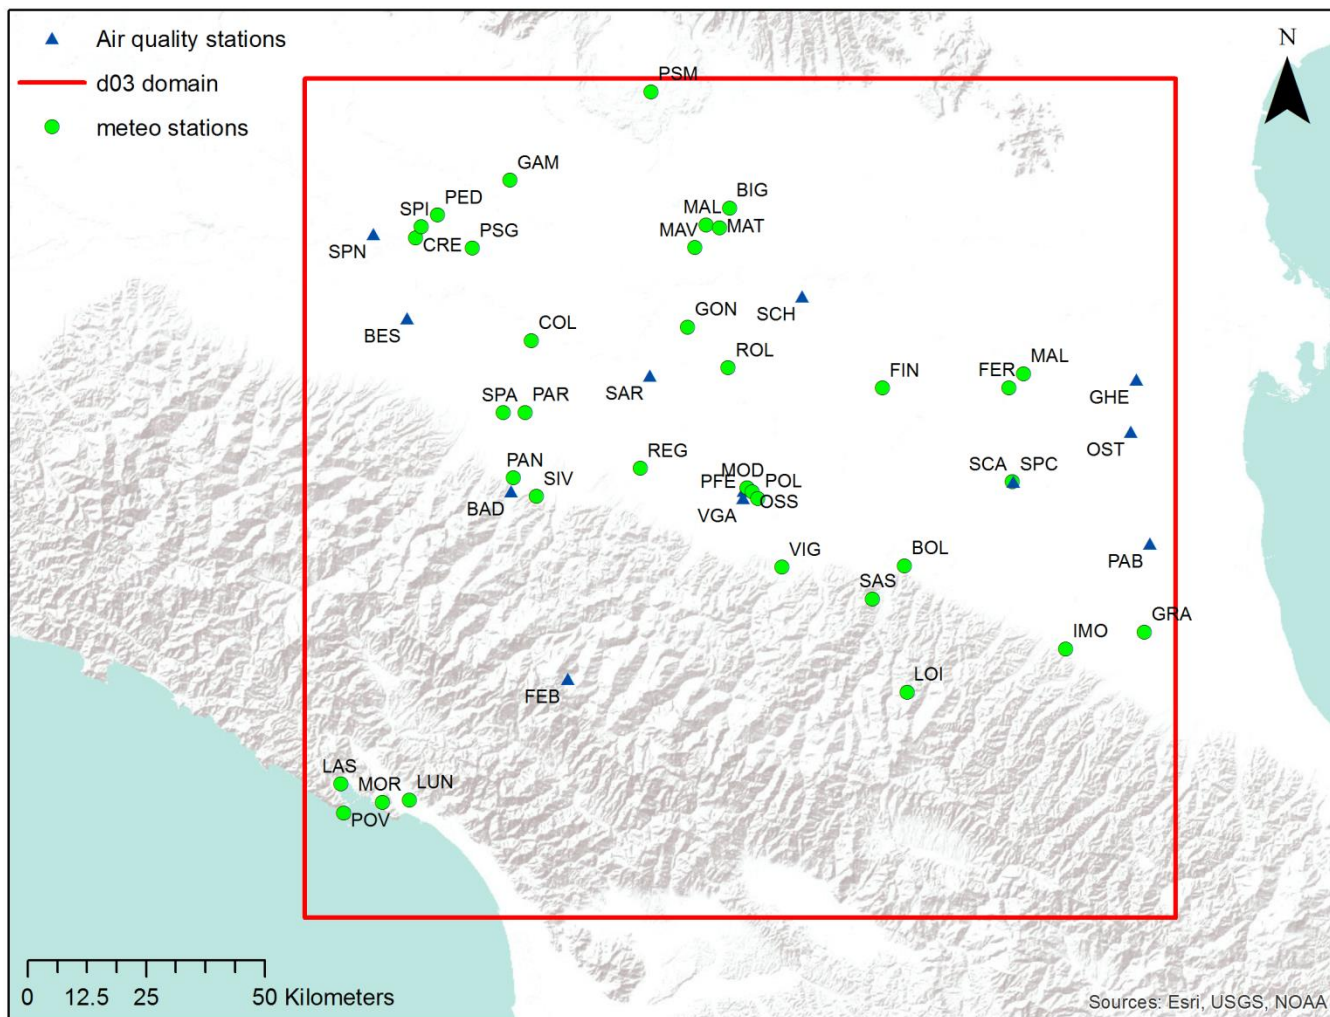 Air quality stations
d03 domain
meteo stations
N
PSM
GAM
PED
SPI
BIG
MAL
MAT
MAV
SPN
CRE
PSG
SCH
GON
BES
COL
ROL
FIN
FER
MAL
GHE
SAR
SPA
PAR
OST
REG
SCA
SPC
PAN
SIV
BAD
MOD
PFE
POL
OSS
VGA
VIG
BOL
PAB
SAS
GRA
IMO
LOI
FEB
LAS
MOR
LUN
POV
0 12.5 25 50 Kilometers
Sources: Esri, USGS, NOAA